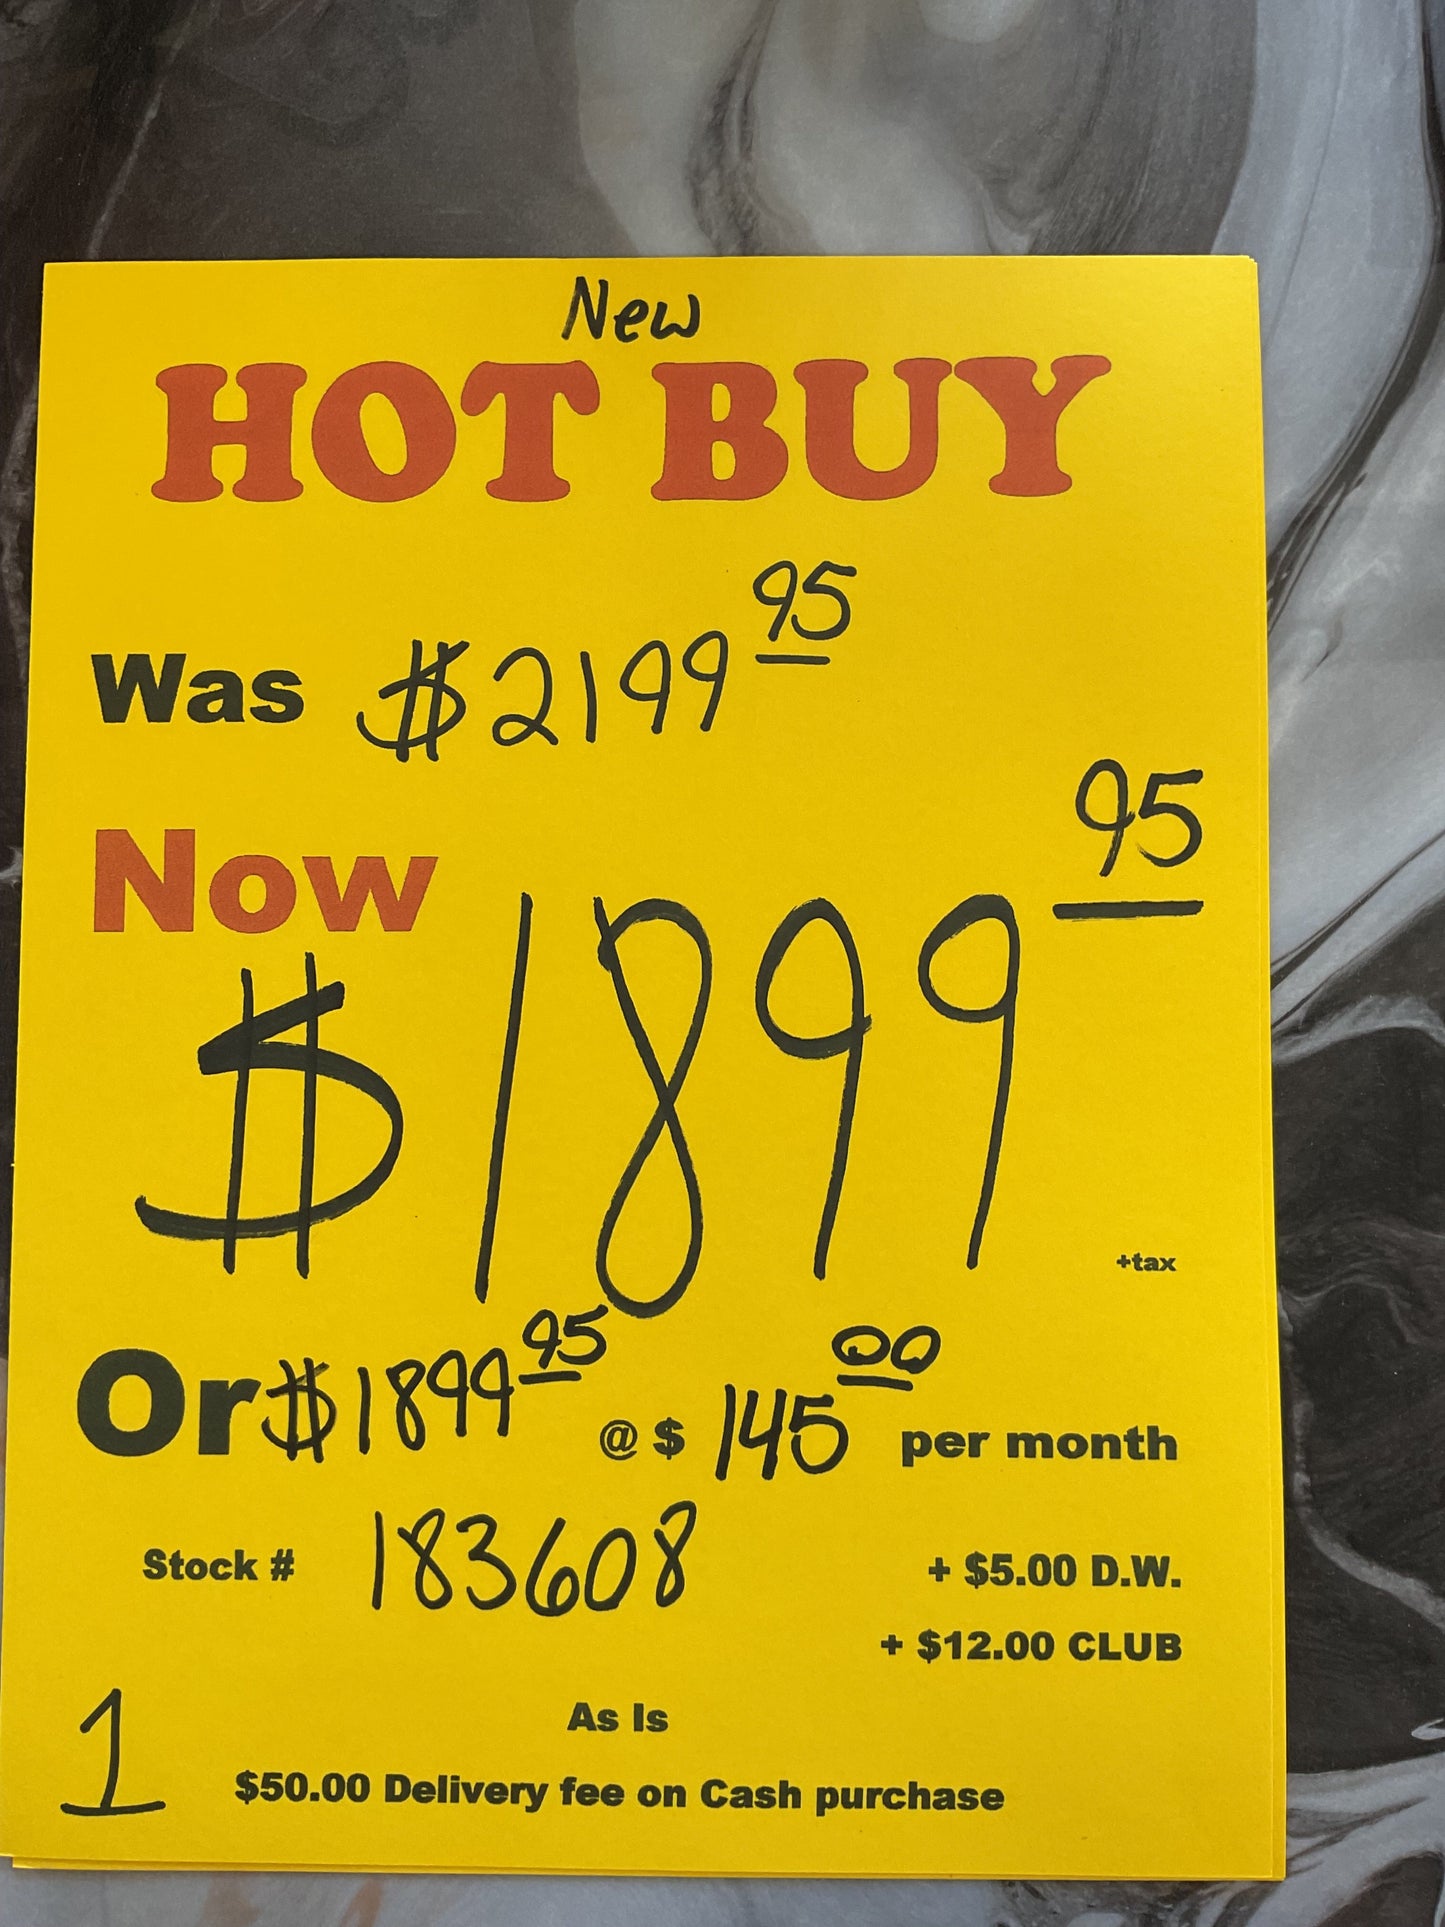 New
HOT BUY
Was $2199 95
Now
$1899 95
+tax
Or $1899 95 @ $ 145 00 per month
Stock # 183608
+ $5.00 D.W.
+ $12.00 CLUB
As Is
1
$50.00 Delivery fee on Cash purchase